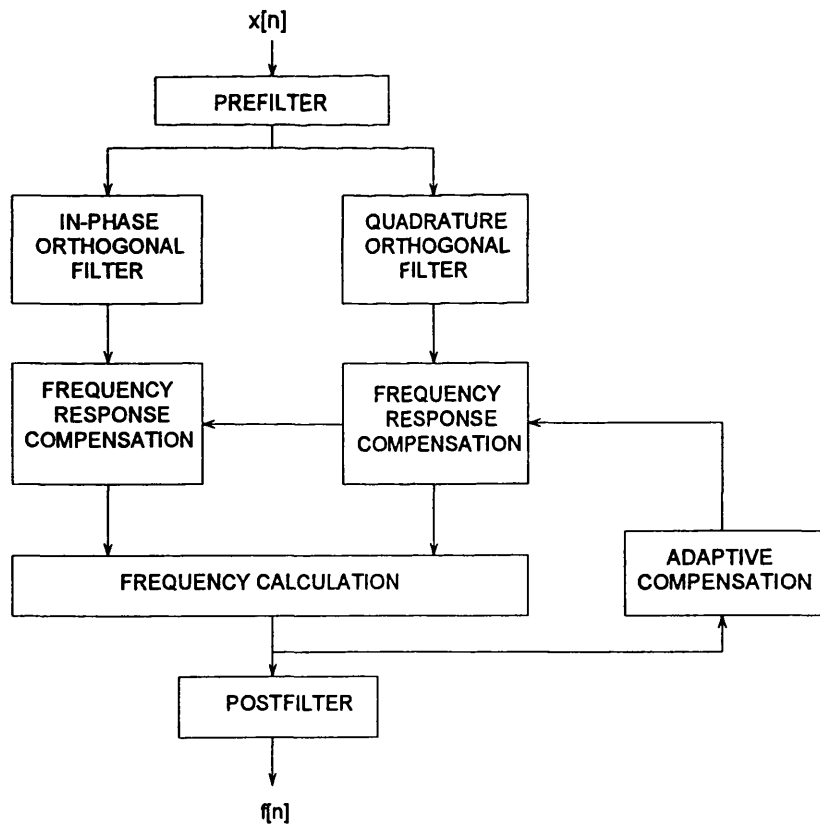 x[n]
PREFILTER
IN-PHASE
ORTHOGONAL
FILTER
QUADRATURE
ORTHOGONAL
FILTER
FREQUENCY
RESPONSE
COMPENSATION
FREQUENCY
RESPONSE
COMPENSATION
FREQUENCY CALCULATION
ADAPTIVE
COMPENSATION
POSTFILTER
f[n]